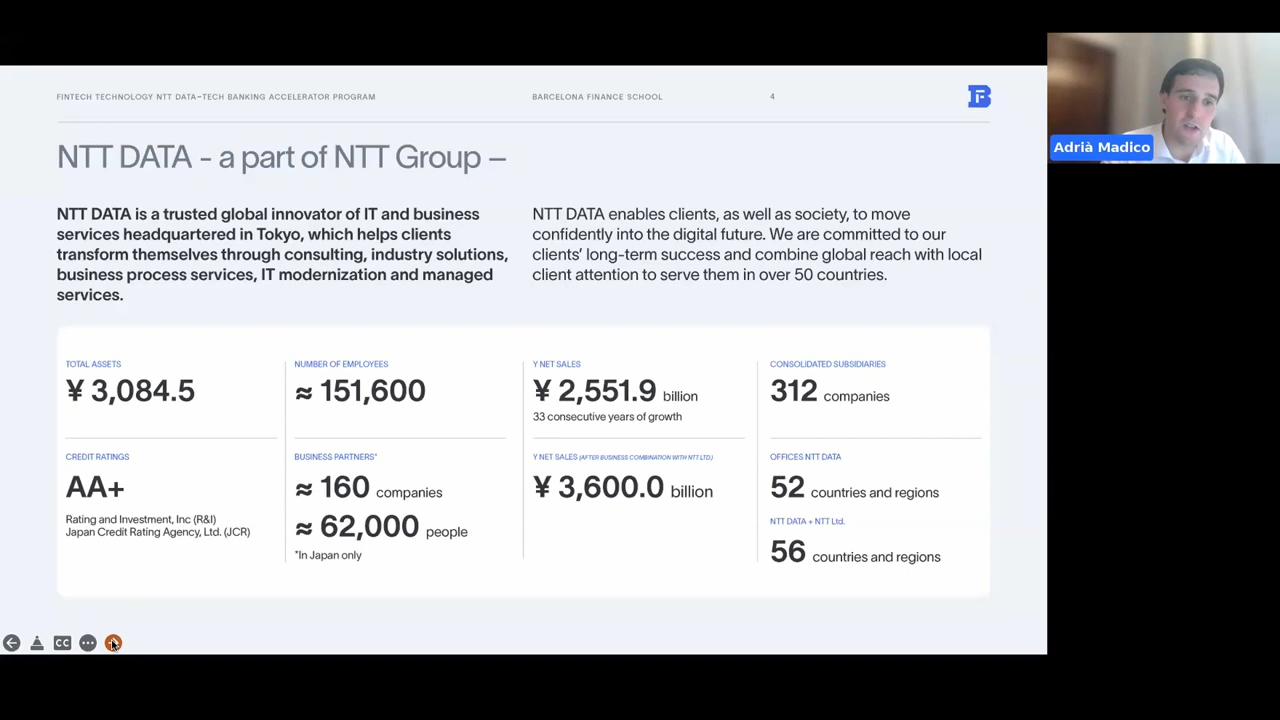 FINTECH TECHNOLOGY NTT DATA-TECH BANKING ACCELERATOR PROGRAM
BARCELONA FINANCE SCHOOL
4
NTT DATA - a part of NTT Group –
NTT DATA is a trusted global innovator of IT and business
services headquartered in Tokyo, which helps clients
transform themselves through consulting, industry solutions,
business process services, IT modernization and managed
services.
NTT DATA enables clients, as well as society, to move
confidently into the digital future. We are committed to our
clients' long-term success and combine global reach with local
client attention to serve them in over 50 countries.
TOTAL ASSETS
¥ 3,084.5
NUMBER OF EMPLOYEES
≈ 151,600
Y NET SALES
¥ 2,551.9 billion
33 consecutive years of growth
CONSOLIDATED SUBSIDIARIES
312 companies
CREDIT RATINGS
AA+
Rating and Investment, Inc (R&I)
Japan Credit Rating Agency, Ltd. (JCR)
BUSINESS PARTNERS*
≈ 160 companies
≈ 62,000 people
*In Japan only
Y NET SALES (AFTER BUSINESS COMBINATION WITH NTT LTD.)
¥ 3,600.0 billion
OFFICES NTT DATA
52 countries and regions
NTT DATA + NTT Ltd.
56 countries and regions
CC
Adrià Madico